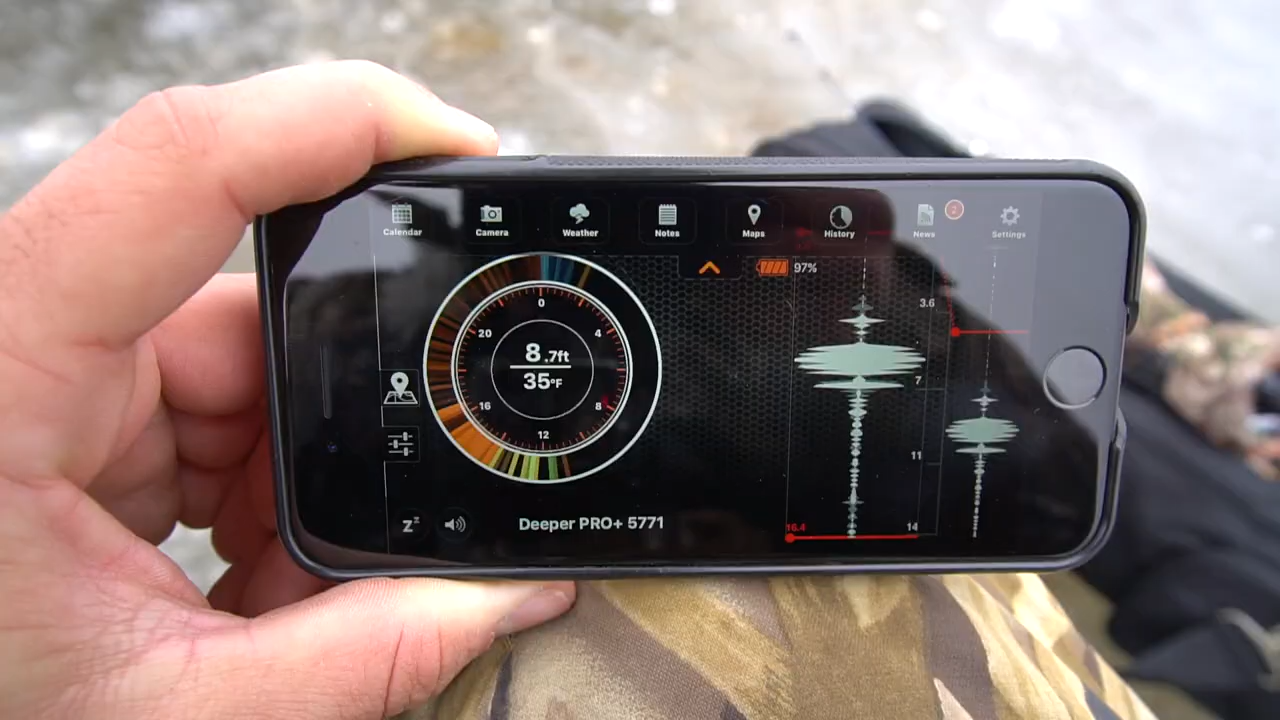 Calendar Camera Weather Notes Maps History News 2 Settings
97%
0
4
8
12
16
20
8.7ft
35°F
3.6
7
11
14
16.4
zz
Deeper PRO+ 5771